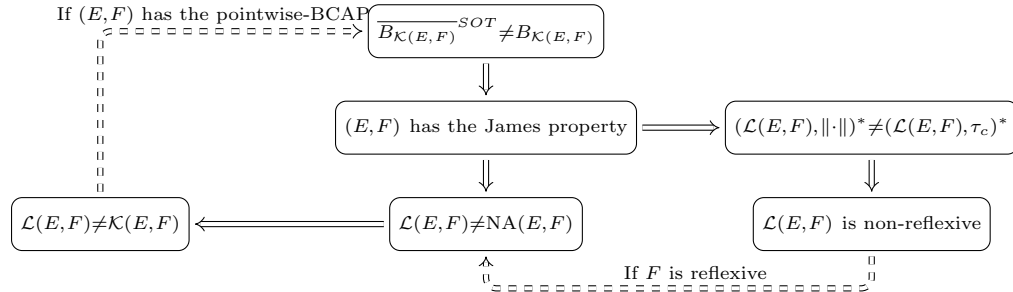 If (E, F) has the pointwise-BCAP
$\overline{B_{\mathcal{K}(E,F)}}^{SOT} \neq B_{\mathcal{K}(E,F)}$
(E, F) has the James property
$(\mathcal{L}(E,F), \|\cdot\|)^* \neq (\mathcal{L}(E,F), \tau_c)^*$
$\mathcal{L}(E,F) \neq \mathcal{K}(E,F)$
$\mathcal{L}(E,F) \neq \mathrm{NA}(E,F)$
$\mathcal{L}(E,F)$ is non-reflexive
If F is reflexive